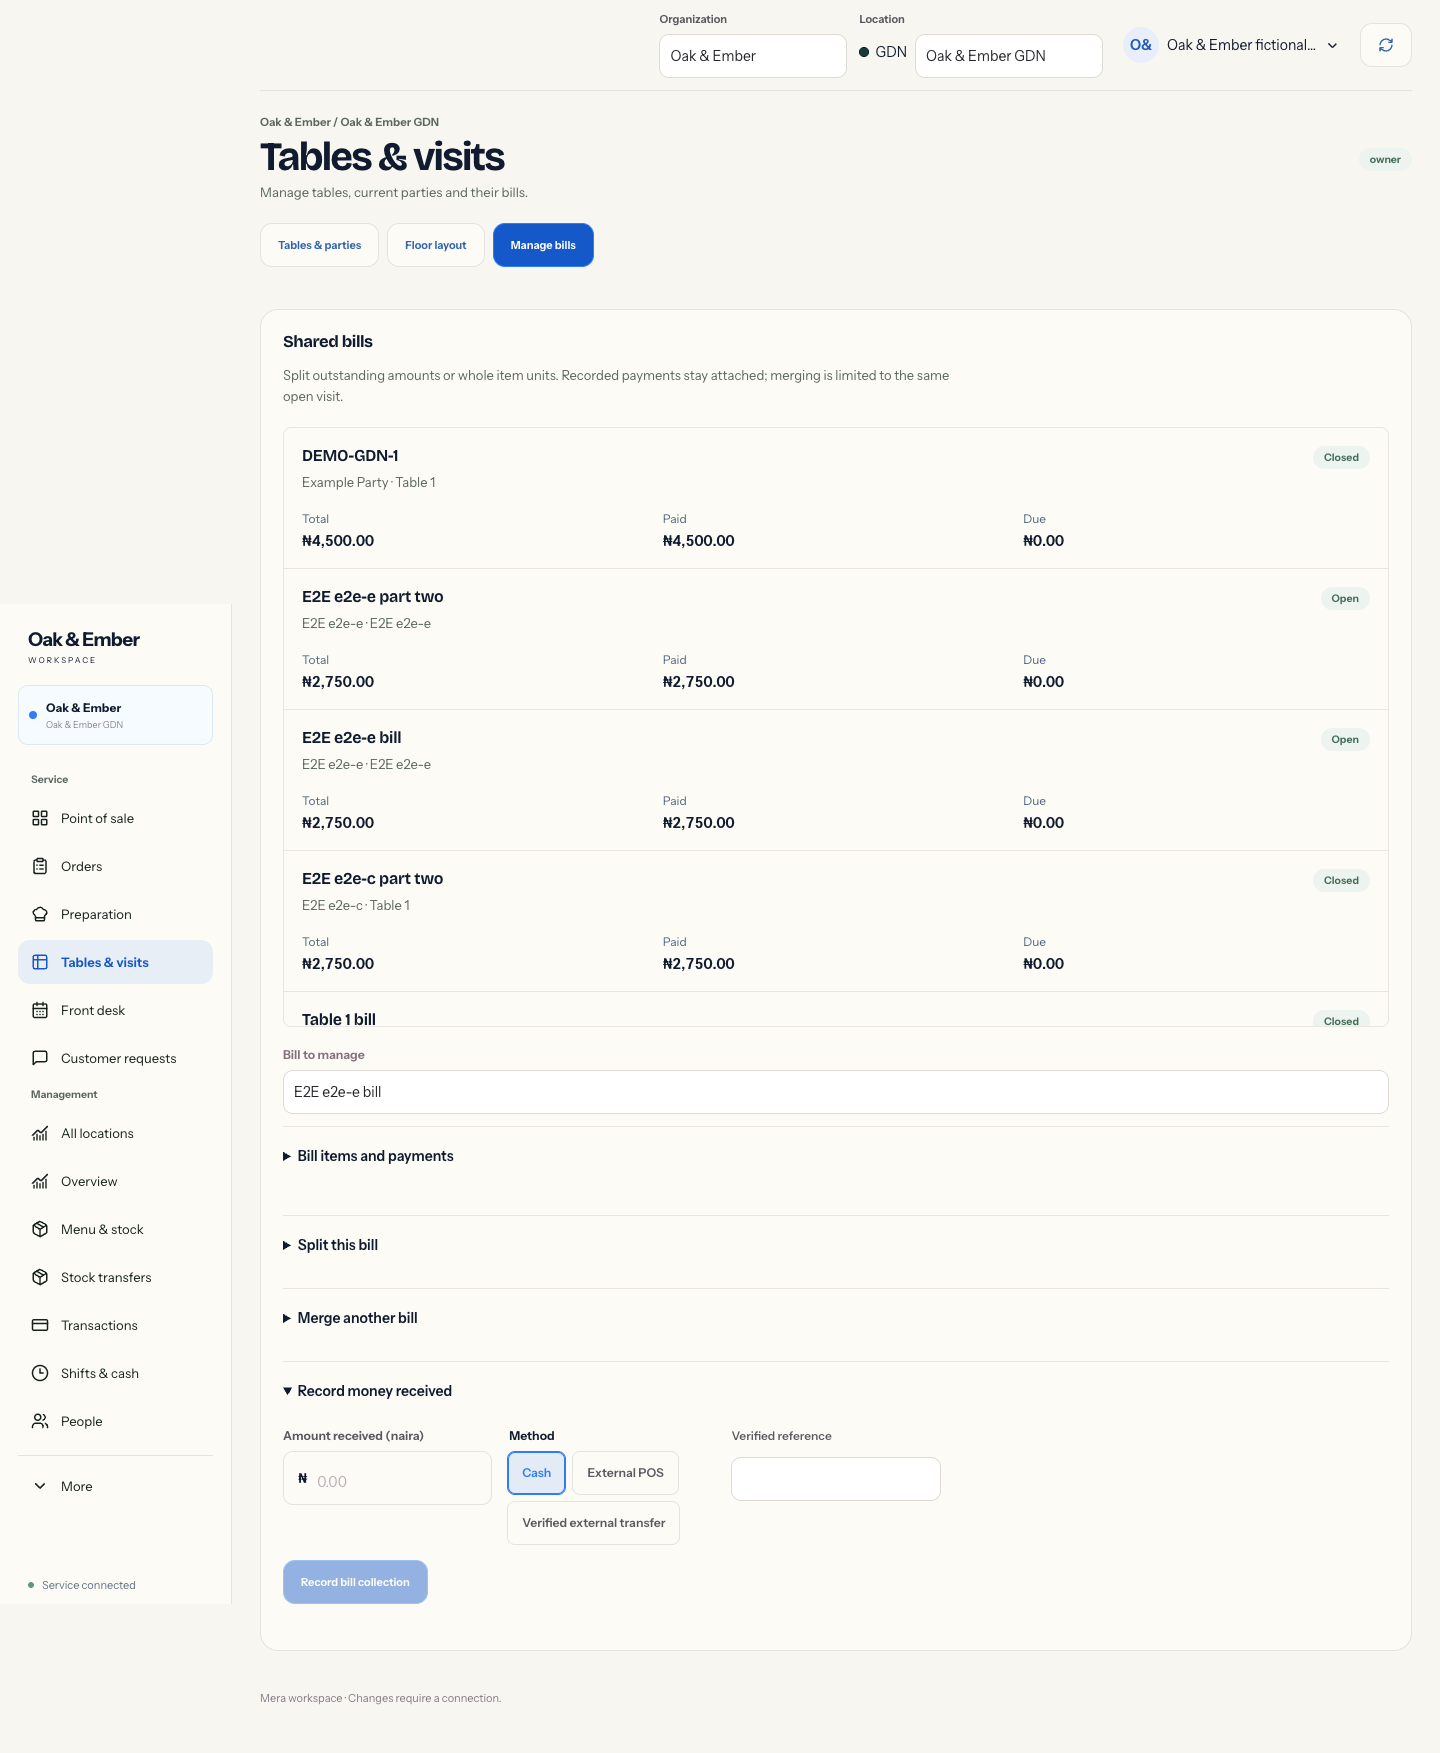 Organization
Location
Oak & Ember
GDN
Oak & Ember GDN
O&
Oak & Ember fictional...
Oak & Ember / Oak & Ember GDN
Tables & visits
owner
Manage tables, current parties and their bills.
Tables & parties
Floor layout
Manage bills
Shared bills
Split outstanding amounts or whole item units. Recorded payments stay attached; merging is limited to the same
open visit.
DEMO-GDN-1
Closed
Example Party · Table 1
Total
Paid
Due
₦4,500.00
₦4,500.00
₦0.00
E2E e2e-e part two
Open
E2E e2e-e · E2E e2e-e
Total
Paid
Due
₦2,750.00
₦2,750.00
₦0.00
E2E e2e-e bill
Open
E2E e2e-e · E2E e2e-e
Total
Paid
Due
₦2,750.00
₦2,750.00
₦0.00
E2E e2e-c part two
Closed
E2E e2e-c · Table 1
Total
Paid
Due
₦2,750.00
₦2,750.00
₦0.00
Table 1 bill
Closed
Bill to manage
E2E e2e-e bill
Bill items and payments
Split this bill
Merge another bill
Record money received
Amount received (naira)
Method
Verified reference
₦ 0.00
Cash
External POS
Verified external transfer
Record bill collection
Mera workspace · Changes require a connection.
Oak & Ember
WORKSPACE
Oak & Ember
Oak & Ember GDN
Service
Point of sale
Orders
Preparation
Tables & visits
Front desk
Customer requests
Management
All locations
Overview
Menu & stock
Stock transfers
Transactions
Shifts & cash
People
More
Service connected